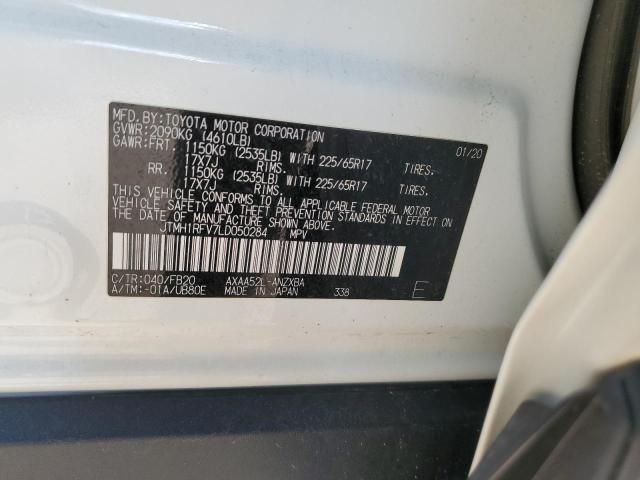 MFD. BY: TOYOTA MOTOR CORPORATION 01/20
GVWR: 2090KG (4610LB)
GAWR: FRT. 1150KG (2535LB) WITH 225/65R17 TIRES.
17X7J RIMS.
RR. 1150KG (2535LB) WITH 225/65R17 TIRES.
17X7J RIMS.
THIS VEHICLE CONFORMS TO ALL APPLICABLE FEDERAL MOTOR
VEHICLE SAFETY AND THEFT PREVENTION STANDARDS IN EFFECT ON THE DATE
OF MANUFACTURE SHOWN ABOVE.
JTMH1RFV7LD050284 MPV
C/TR: 040/FB20 AXAA52L-ANZXBA
A/TM: -01A/UB80E MADE IN JAPAN 338 E